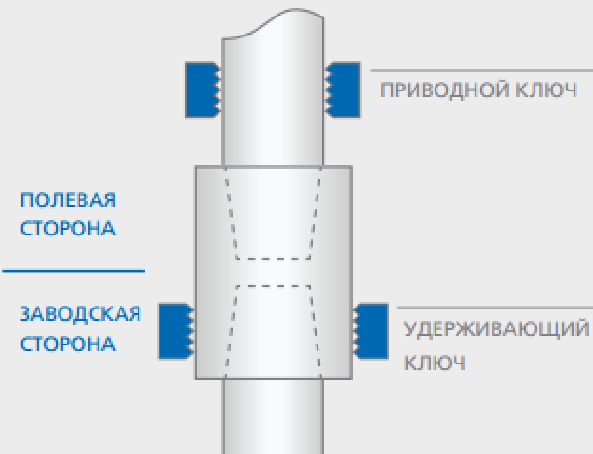 ПРИВОДНОЙ КЛЮЧ
ПОЛЕВАЯ
СТОРОНА
ЗАВОДСКАЯ
СТОРОНА
УДЕРЖИВАЮЩИЙ
КЛЮЧ